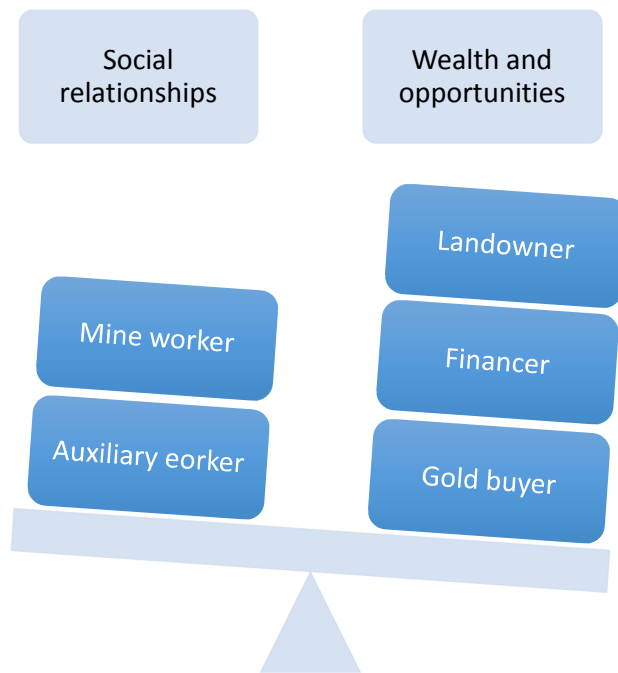 Social
relationships
Wealth and
opportunities
Landowner
Mine worker
Financer
Auxiliary eorker
Gold buyer